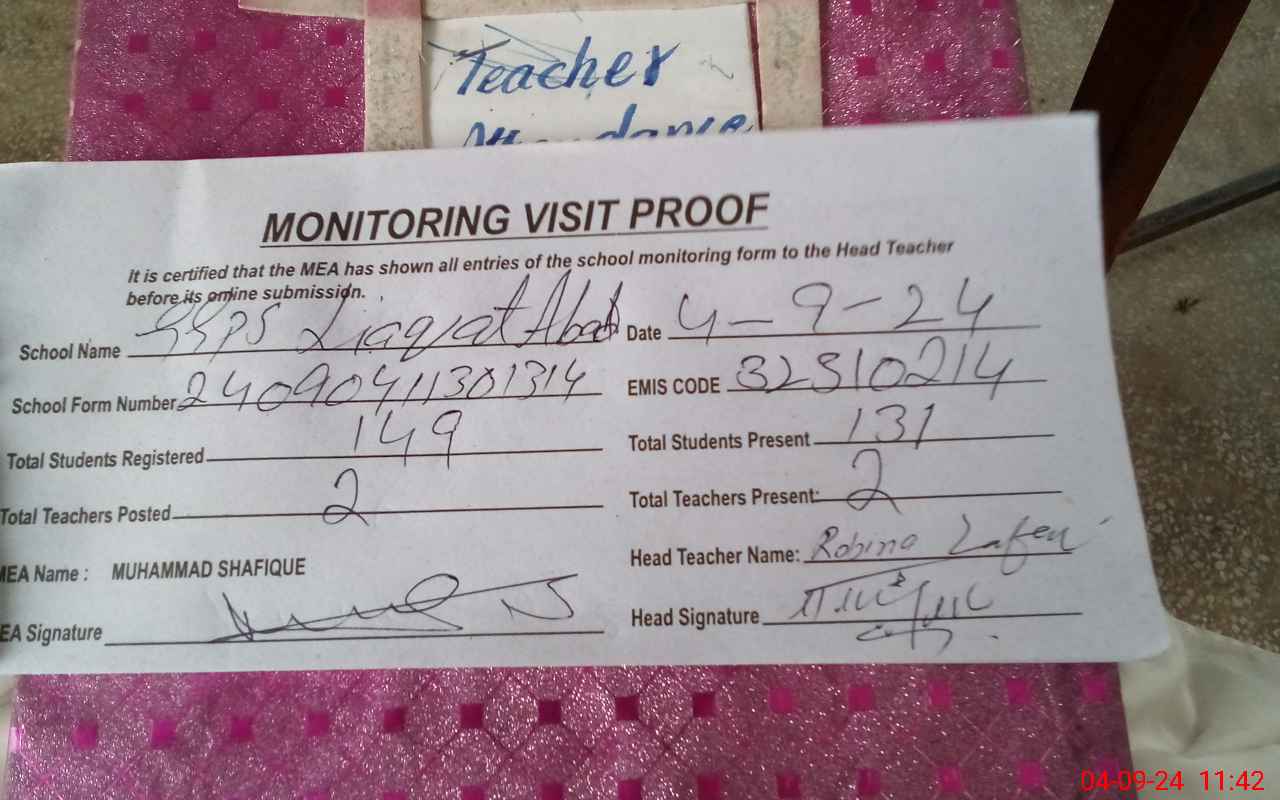 Teacher
Attendance
MONITORING VISIT PROOF
It is certified that the MEA has shown all entries of the school monitoring form to the Head Teacher
before its online submission.
School Name GGPS Liaqat Abad Date 4-9-24
School Form Number 24090411301314 EMIS CODE 32310214
Total Students Registered 149 Total Students Present 131
Total Teachers Posted 2 Total Teachers Present: 2
MEA Name : MUHAMMAD SHAFIQUE Head Teacher Name: Robina
EA Signature Head Signature
04-09-24 11:42